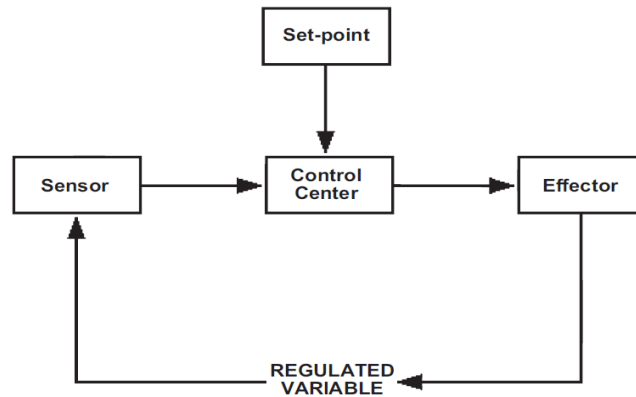 Set-point
Sensor
Control
Center
Effector
REGULATED
VARIABLE